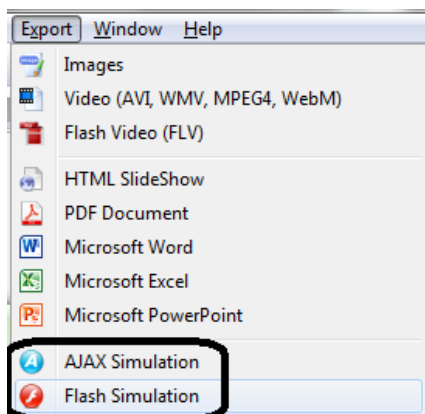 Export Window Help
Images
Video (AVI, WMV, MPEG4, WebM)
Flash Video (FLV)
HTML SlideShow
PDF Document
Microsoft Word
Microsoft Excel
Microsoft PowerPoint
AJAX Simulation
Flash Simulation